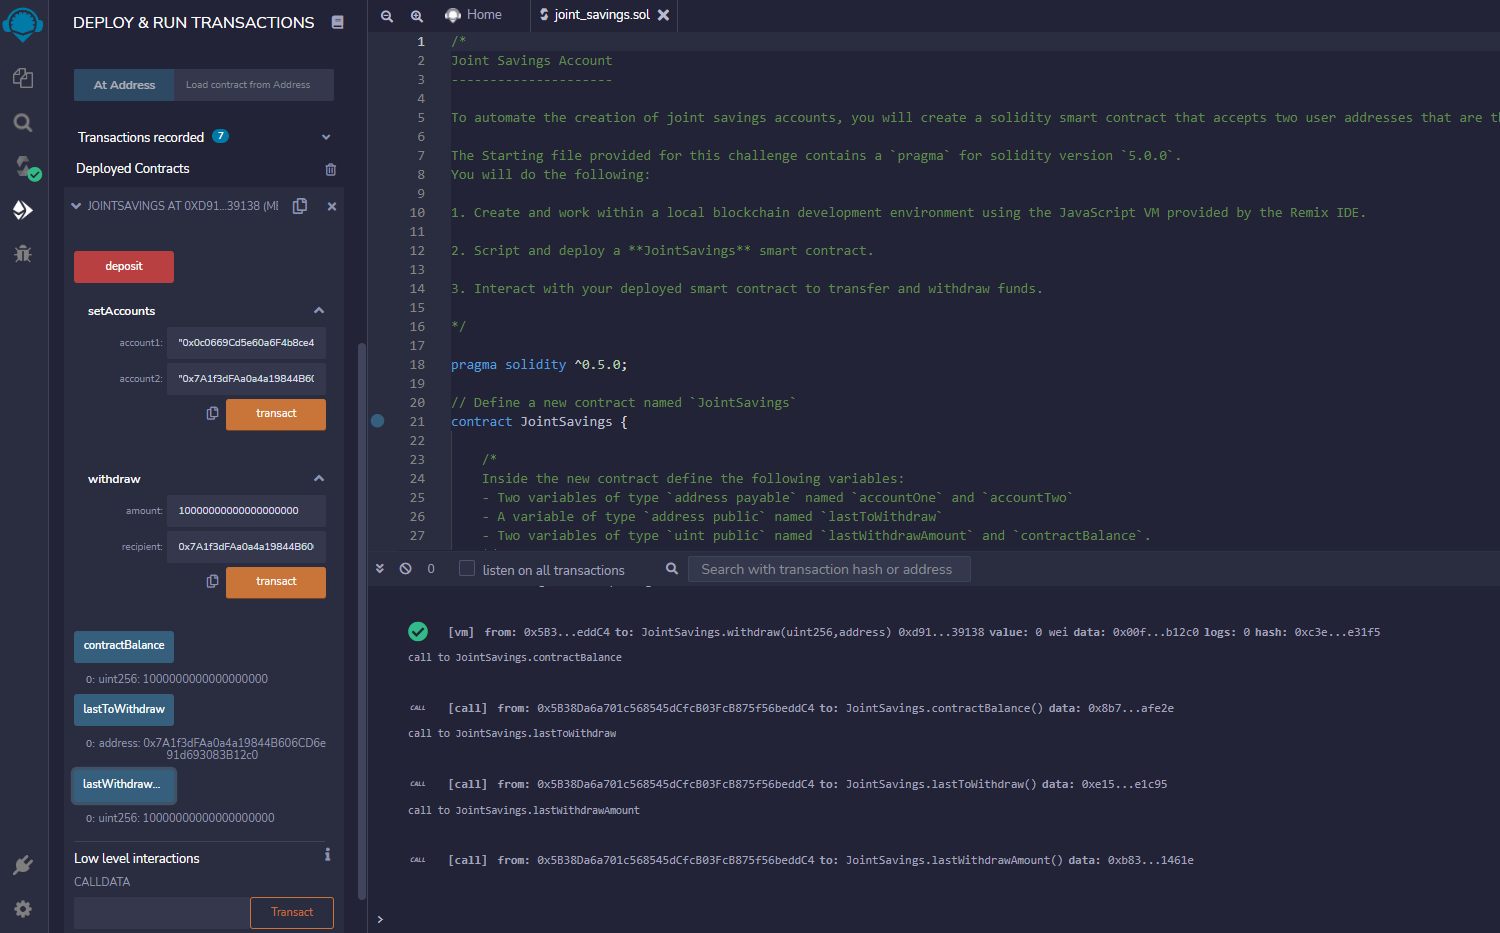 DEPLOY & RUN TRANSACTIONS
At Address
Load contract from Address
Transactions recorded 7
Deployed Contracts
JOINTSAVINGS AT 0XD91...39138 (ME
deposit
setAccounts
account1: "0x0c0669Cd5e60a6F4b8ce4
account2: "0x7A1f3dFAa0a4a19844B60
transact
withdraw
amount: 10000000000000000000
recipient: 0x7A1f3dFAa0a4a19844B60
transact
contractBalance
0: uint256: 1000000000000000000
lastToWithdraw
0: address: 0x7A1f3dFAa0a4a19844B606CD6e
91d693083B12c0
lastWithdraw...
0: uint256: 10000000000000000000
Low level interactions
i
CALLDATA
Transact
Home
joint_savings.sol
1 /*
2 Joint Savings Account
3 ---------------------
4
5 To automate the creation of joint savings accounts, you will create a solidity smart contract that accepts two user addresses that are th
6
7 The Starting file provided for this challenge contains a `pragma` for solidity version `5.0.0`.
8 You will do the following:
9
10 1. Create and work within a local blockchain development environment using the JavaScript VM provided by the Remix IDE.
11
12 2. Script and deploy a **JointSavings** smart contract.
13
14 3. Interact with your deployed smart contract to transfer and withdraw funds.
15
16 */
17
18 pragma solidity ^0.5.0;
19
20 // Define a new contract named `JointSavings`
21 contract JointSavings {
22
23 /*
24 Inside the new contract define the following variables:
25 - Two variables of type `address payable` named `accountOne` and `accountTwo`
26 - A variable of type `address public` named `lastToWithdraw`
27 - Two variables of type `uint public` named `lastWithdrawAmount` and `contractBalance`.
0 listen on all transactions
Search with transaction hash or address
[vm] from: 0x5B3...eddC4 to: JointSavings.withdraw(uint256,address) 0xd91...39138 value: 0 wei data: 0x00f...b12c0 logs: 0 hash: 0xc3e...e31f5
call to JointSavings.contractBalance
CALL [call] from: 0x5B38Da6a701c568545dCfcB03FcB875f56beddC4 to: JointSavings.contractBalance() data: 0x8b7...afe2e
call to JointSavings.lastToWithdraw
CALL [call] from: 0x5B38Da6a701c568545dCfcB03FcB875f56beddC4 to: JointSavings.lastToWithdraw() data: 0xe15...e1c95
call to JointSavings.lastWithdrawAmount
CALL [call] from: 0x5B38Da6a701c568545dCfcB03FcB875f56beddC4 to: JointSavings.lastWithdrawAmount() data: 0xb83...1461e
>